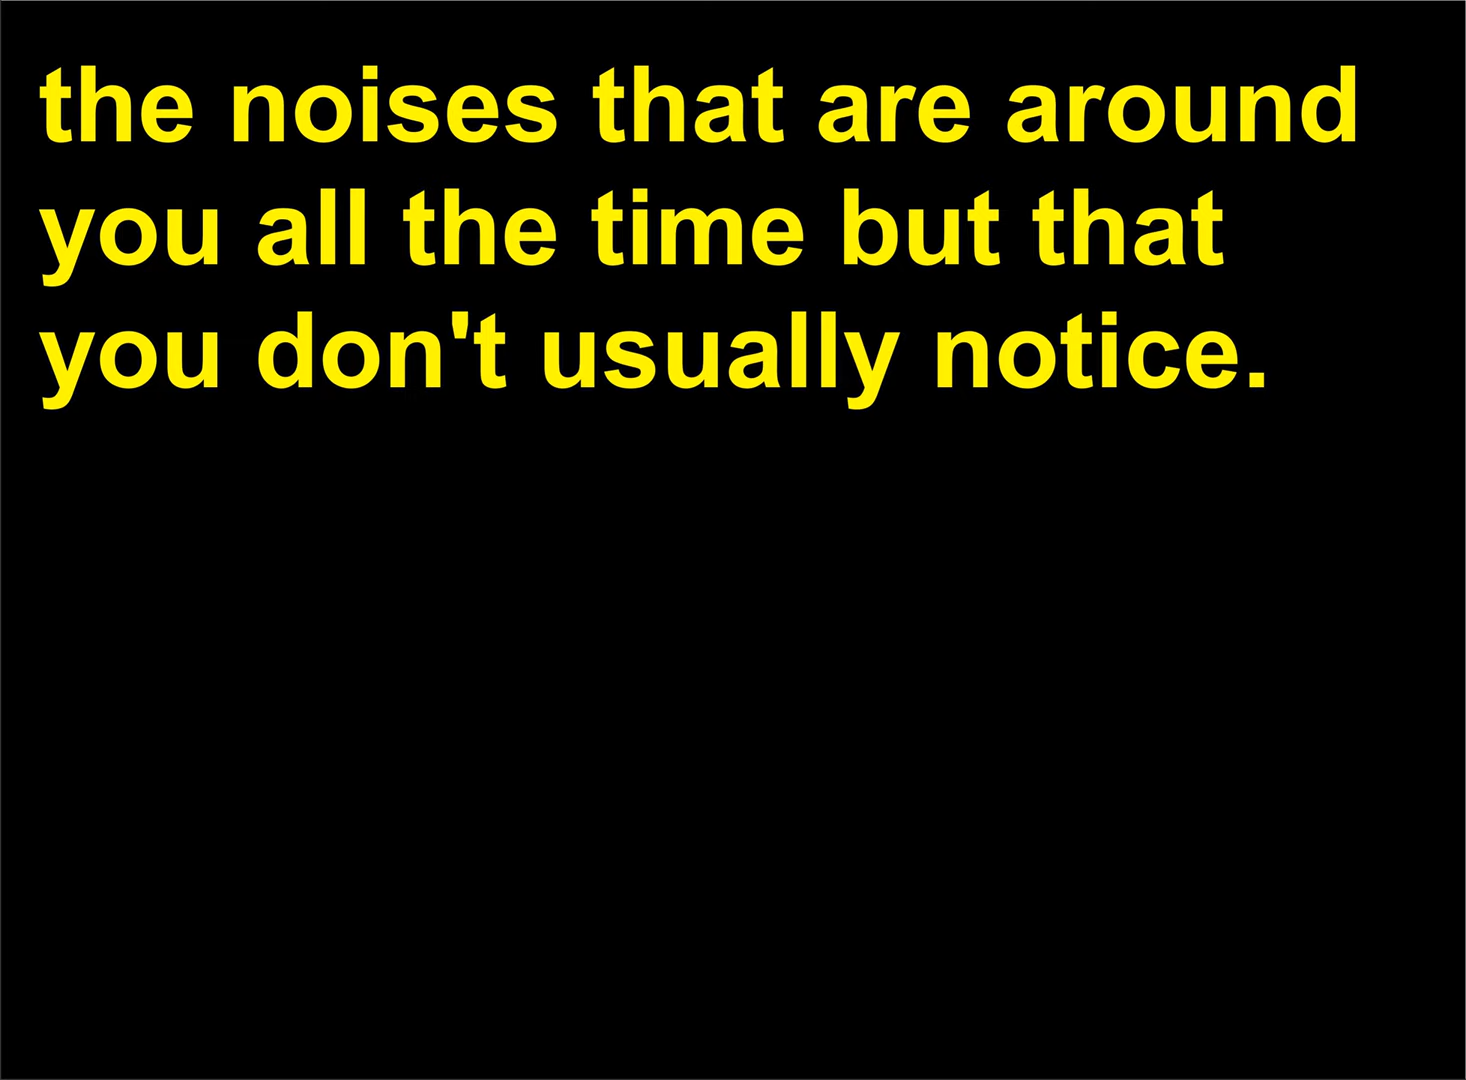 the noises that are around
you all the time but that
you don't usually notice.